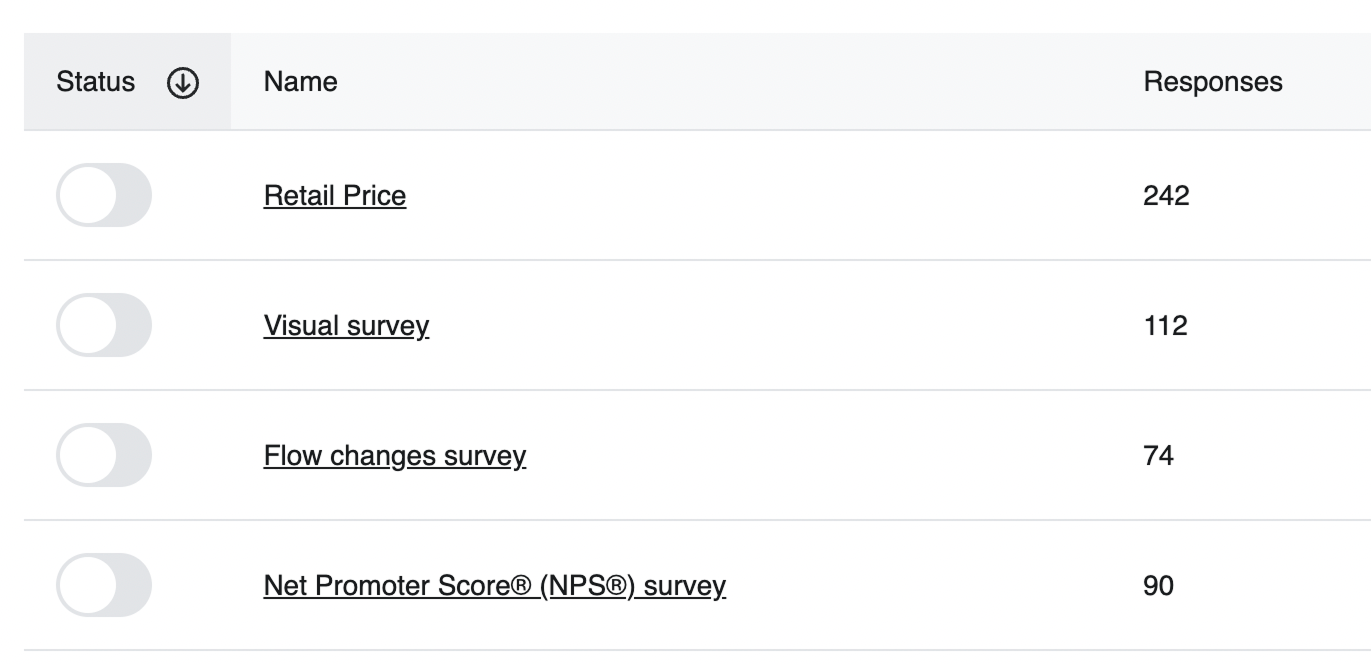 Status Name Responses
Retail Price 242
Visual survey 112
Flow changes survey 74
Net Promoter Score® (NPS®) survey 90